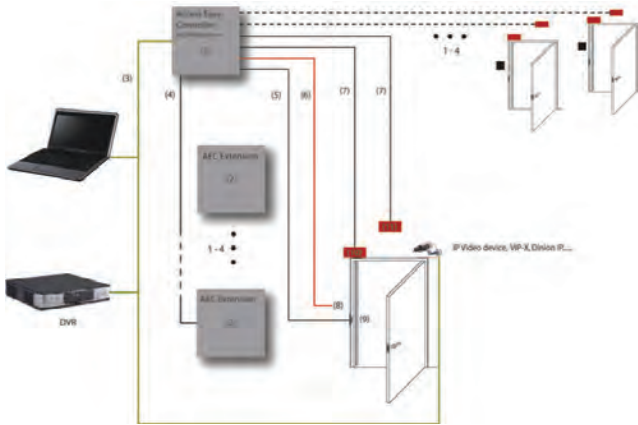 Access Easy
Controller
(3)
(4)
(5)
(6)
(7)
(7)
1 - 4
AEC Extension
1 - 4
IP Video device, VIP-X, Dinion IP,...
AEC Extension
(8)
(9)
DVR